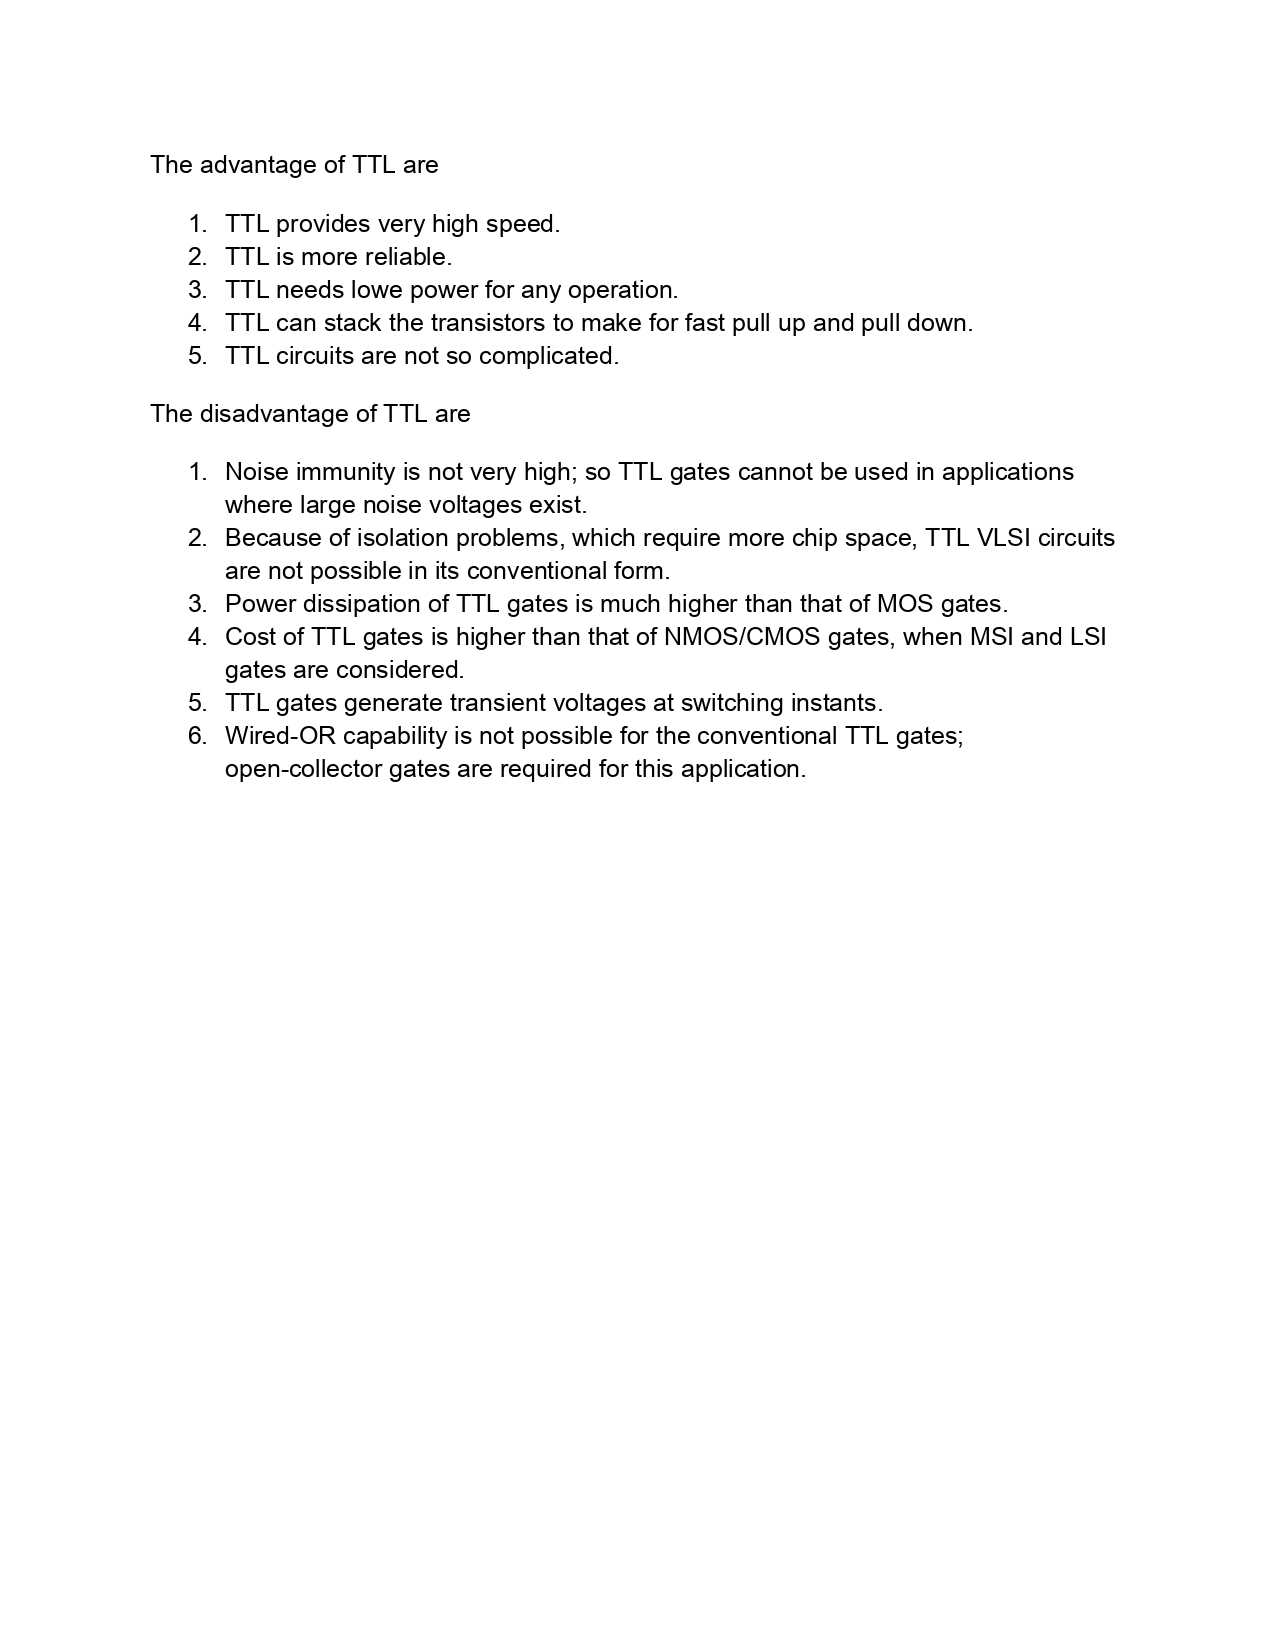 The advantage of TTL are
1. TTL provides very high speed.
2. TTL is more reliable.
3. TTL needs lowe power for any operation.
4. TTL can stack the transistors to make for fast pull up and pull down.
5. TTL circuits are not so complicated.
The disadvantage of TTL are
1. Noise immunity is not very high; so TTL gates cannot be used in applications
where large noise voltages exist.
2. Because of isolation problems, which require more chip space, TTL VLSI circuits
are not possible in its conventional form.
3. Power dissipation of TTL gates is much higher than that of MOS gates.
4. Cost of TTL gates is higher than that of NMOS/CMOS gates, when MSI and LSI
gates are considered.
5. TTL gates generate transient voltages at switching instants.
6. Wired-OR capability is not possible for the conventional TTL gates;
open-collector gates are required for this application.